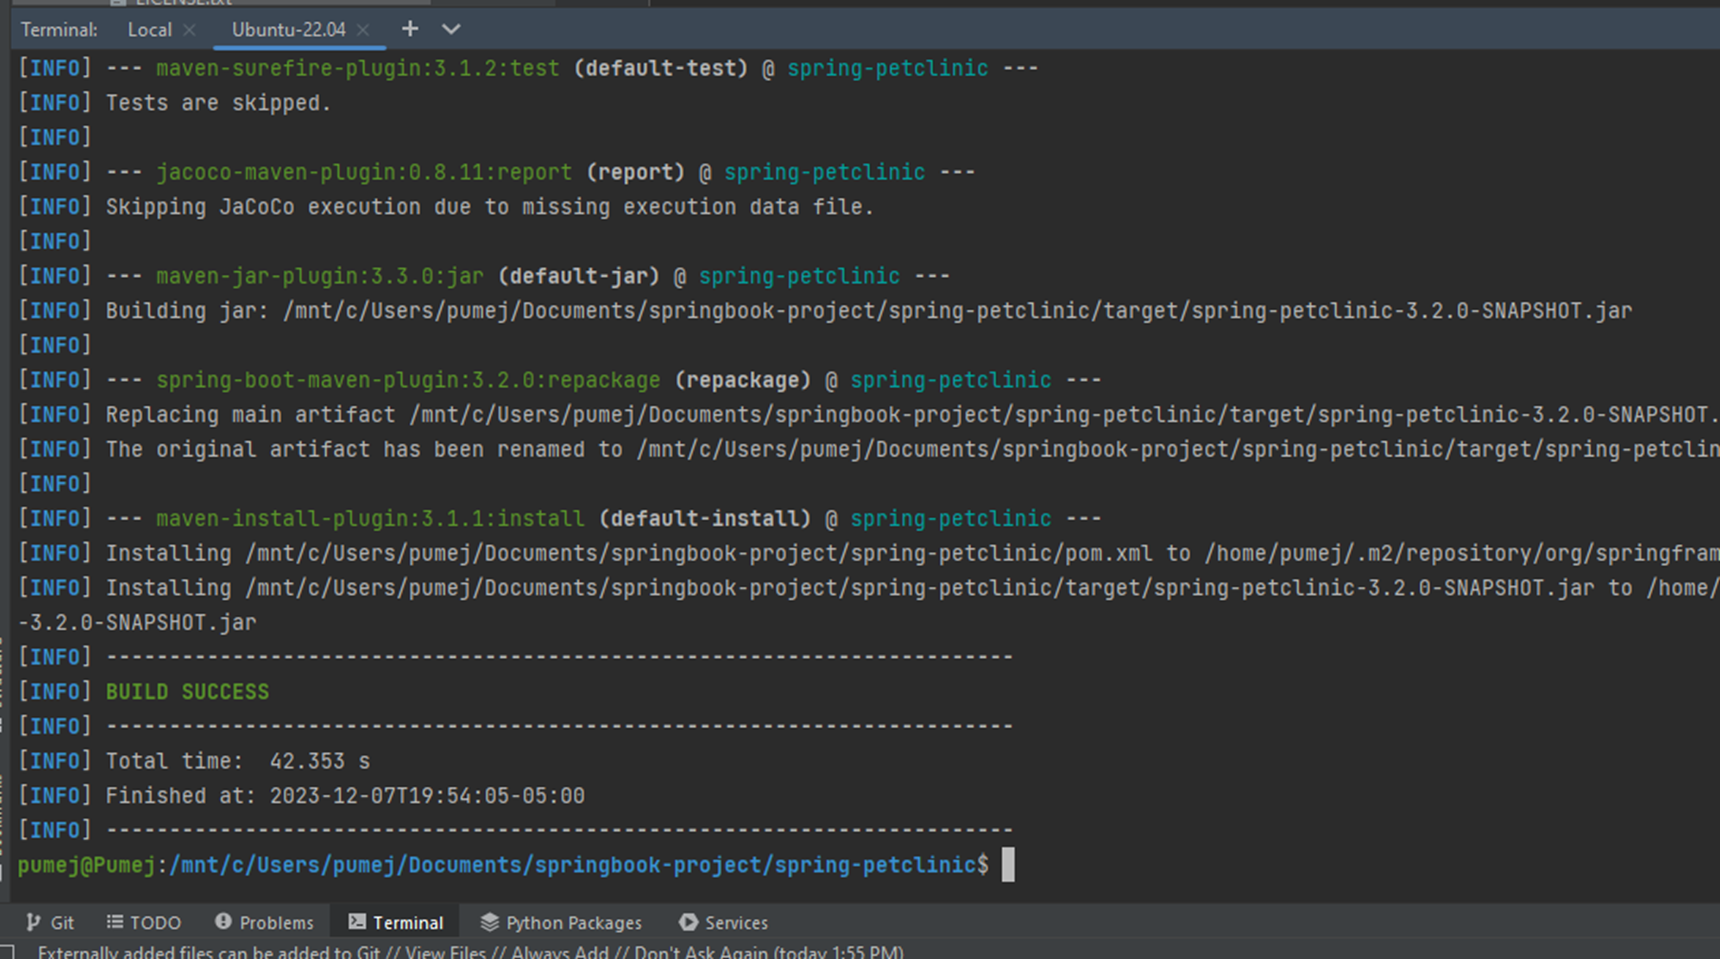 LICENSE.txt
Terminal: Local Ubuntu-22.04
[INFO] --- maven-surefire-plugin:3.1.2:test (default-test) @ spring-petclinic ---
[INFO] Tests are skipped.
[INFO]
[INFO] --- jacoco-maven-plugin:0.8.11:report (report) @ spring-petclinic ---
[INFO] Skipping JaCoCo execution due to missing execution data file.
[INFO]
[INFO] --- maven-jar-plugin:3.3.0:jar (default-jar) @ spring-petclinic ---
[INFO] Building jar: /mnt/c/Users/pumej/Documents/springbook-project/spring-petclinic/target/spring-petclinic-3.2.0-SNAPSHOT.jar
[INFO]
[INFO] --- spring-boot-maven-plugin:3.2.0:repackage (repackage) @ spring-petclinic ---
[INFO] Replacing main artifact /mnt/c/Users/pumej/Documents/springbook-project/spring-petclinic/target/spring-petclinic-3.2.0-SNAPSHOT.
[INFO] The original artifact has been renamed to /mnt/c/Users/pumej/Documents/springbook-project/spring-petclinic/target/spring-petclin
[INFO]
[INFO] --- maven-install-plugin:3.1.1:install (default-install) @ spring-petclinic ---
[INFO] Installing /mnt/c/Users/pumej/Documents/springbook-project/spring-petclinic/pom.xml to /home/pumej/.m2/repository/org/springfram
[INFO] Installing /mnt/c/Users/pumej/Documents/springbook-project/spring-petclinic/target/spring-petclinic-3.2.0-SNAPSHOT.jar to /home/
-3.2.0-SNAPSHOT.jar
[INFO] ------------------------------------------------------------------------
[INFO] BUILD SUCCESS
[INFO] ------------------------------------------------------------------------
[INFO] Total time:  42.353 s
[INFO] Finished at: 2023-12-07T19:54:05-05:00
[INFO] ------------------------------------------------------------------------
pumej@Pumej:/mnt/c/Users/pumej/Documents/springbook-project/spring-petclinic$
Git TODO Problems Terminal Python Packages Services
Externally added files can be added to Git // View Files // Always Add // Don't Ask Again (today 1:55 PM)